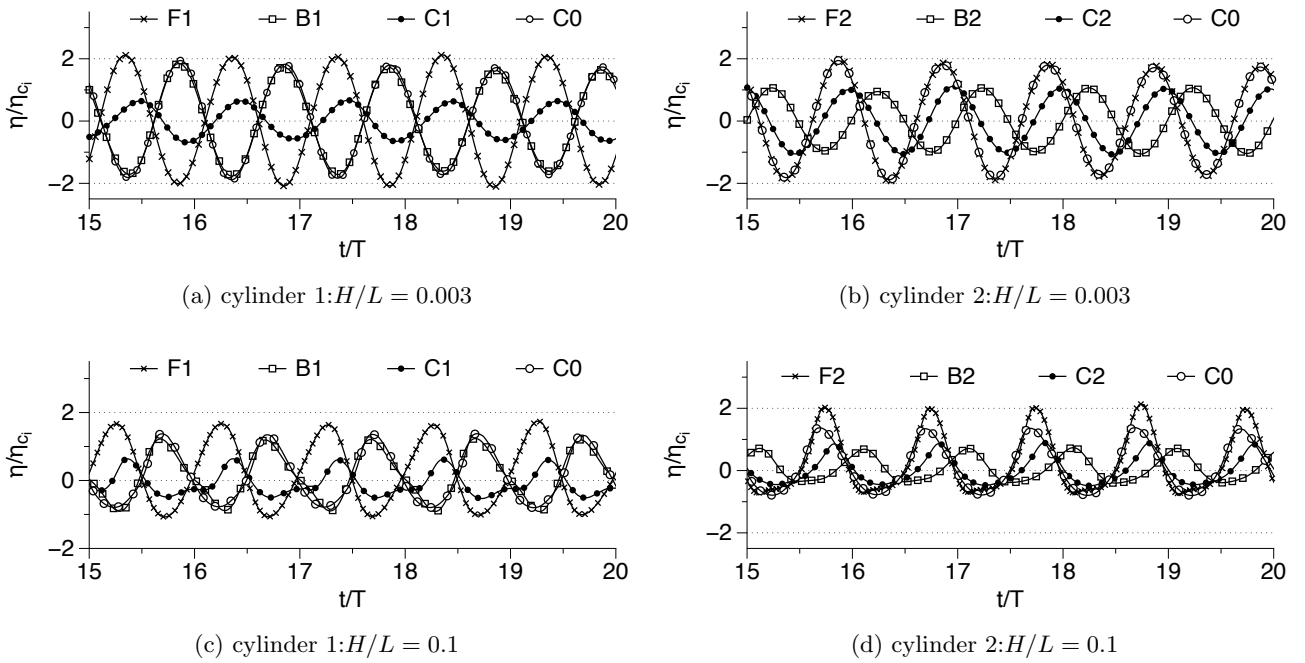 F1 B1 C1 C0
η/η_{c_i}
2
0
−2
15 16 17 18 19 20
t/T
(a) cylinder 1:H/L = 0.003
F2 B2 C2 C0
η/η_{c_i}
2
0
−2
15 16 17 18 19 20
t/T
(b) cylinder 2:H/L = 0.003
F1 B1 C1 C0
η/η_{c_i}
2
0
−2
15 16 17 18 19 20
t/T
(c) cylinder 1:H/L = 0.1
F2 B2 C2 C0
η/η_{c_i}
2
0
−2
15 16 17 18 19 20
t/T
(d) cylinder 2:H/L = 0.1